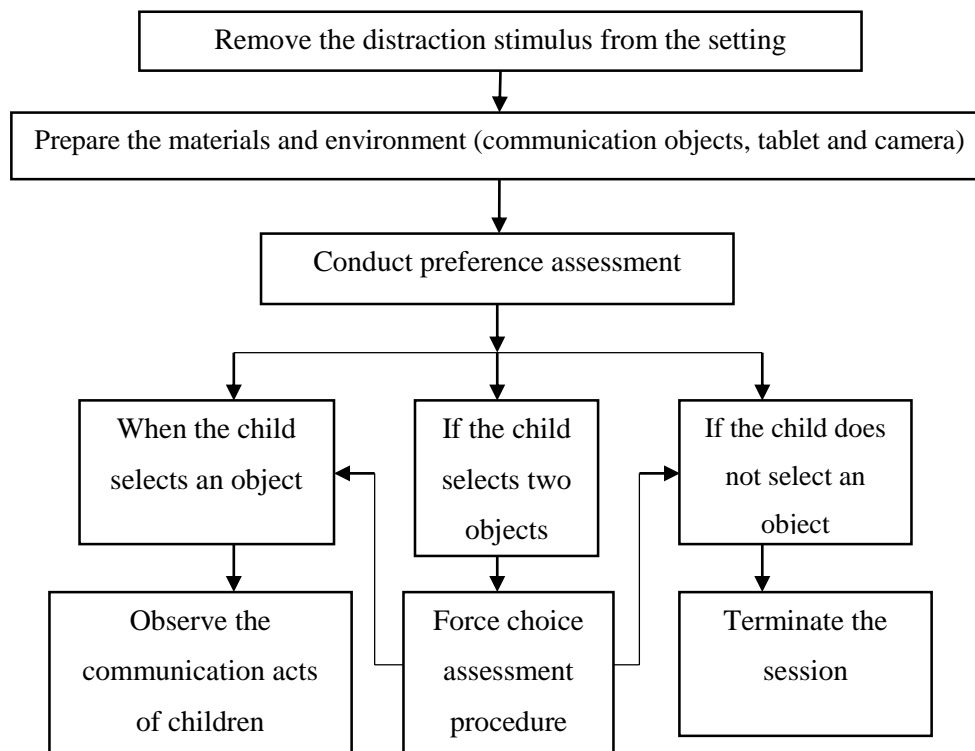 Remove the distraction stimulus from the setting
Prepare the materials and environment (communication objects, tablet and camera)
Conduct preference assessment
When the child
selects an object
If the child
selects two
objects
If the child does
not select an
object
Observe the
communication acts
of children
Force choice
assessment
procedure
Terminate the
session